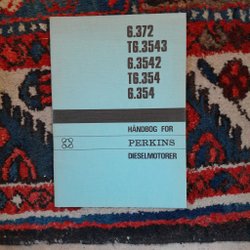 6.372
T6.3543
6.3542
T6.354
6.354
HÅNDBOG FOR
PERKINS
DIESELMOTORER